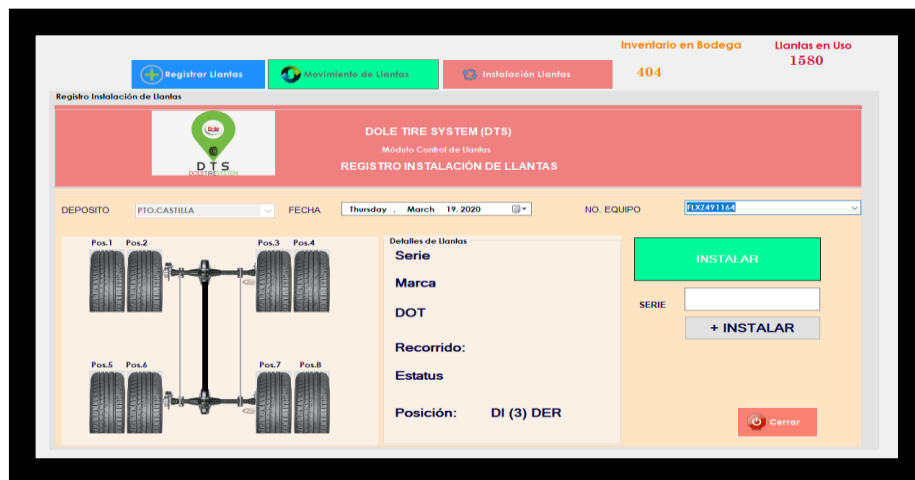 Inventario en Bodega
Llantas en Uso
404
1580
Registrar Llantas
Movimiento de Llantas
Instalación Llantas
Registro Instalación de Llantas
Dole
DTS
DOLETIRESYSTEM
DOLE TIRE SYSTEM (DTS)
Módulo Control de Llantas
REGISTRO INSTALACIÓN DE LLANTAS
DEPOSITO
PTO.CASTILLA
FECHA
Thursday , March 19, 2020
NO. EQUIPO
FLXZ491164
Pos.1 Pos.2 Pos.3 Pos.4
Pos.5 Pos.6 Pos.7 Pos.8
Detalles de Llantas
Serie
Marca
DOT
Recorrido:
Estatus
Posición: DI (3) DER
INSTALAR
SERIE
+ INSTALAR
Cerrar